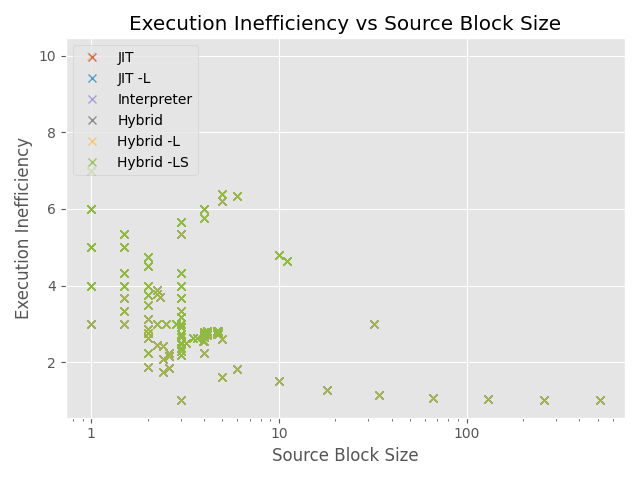 Execution Inefficiency vs Source Block Size
10
8
6
4
2
Execution Inefficiency
JIT
JIT -L
Interpreter
Hybrid
Hybrid -L
Hybrid -LS
1
10
100
Source Block Size